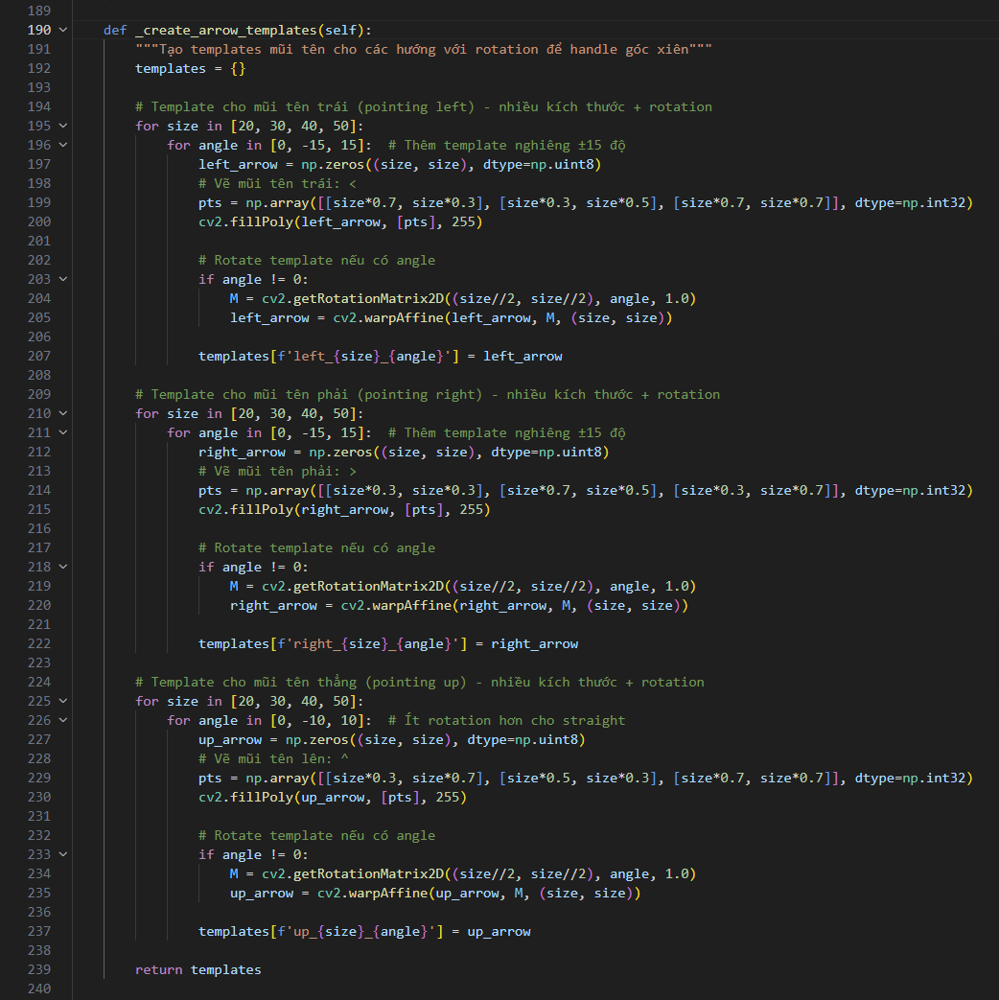 189
190 def _create_arrow_templates(self):
191 """Tạo templates mũi tên cho các hướng với rotation để handle góc xiên"""
192 templates = {}
193
194 # Template cho mũi tên trái (pointing left) - nhiều kích thước + rotation
195 for size in [20, 30, 40, 50]:
196 for angle in [0, -15, 15]:  # Thêm template nghiêng ±15 độ
197 left_arrow = np.zeros((size, size), dtype=np.uint8)
198 # Vẽ mũi tên trái: <
199 pts = np.array([[size*0.7, size*0.3], [size*0.3, size*0.5], [size*0.7, size*0.7]], dtype=np.int32)
200 cv2.fillPoly(left_arrow, [pts], 255)
201
202 # Rotate template nếu có angle
203 if angle != 0:
204 M = cv2.getRotationMatrix2D((size//2, size//2), angle, 1.0)
205 left_arrow = cv2.warpAffine(left_arrow, M, (size, size))
206
207 templates[f'left_{size}_{angle}'] = left_arrow
208
209 # Template cho mũi tên phải (pointing right) - nhiều kích thước + rotation
210 for size in [20, 30, 40, 50]:
211 for angle in [0, -15, 15]:  # Thêm template nghiêng ±15 độ
212 right_arrow = np.zeros((size, size), dtype=np.uint8)
213 # Vẽ mũi tên phải: >
214 pts = np.array([[size*0.3, size*0.3], [size*0.7, size*0.5], [size*0.3, size*0.7]], dtype=np.int32)
215 cv2.fillPoly(right_arrow, [pts], 255)
216
217 # Rotate template nếu có angle
218 if angle != 0:
219 M = cv2.getRotationMatrix2D((size//2, size//2), angle, 1.0)
220 right_arrow = cv2.warpAffine(right_arrow, M, (size, size))
221
222 templates[f'right_{size}_{angle}'] = right_arrow
223
224 # Template cho mũi tên thẳng (pointing up) - nhiều kích thước + rotation
225 for size in [20, 30, 40, 50]:
226 for angle in [0, -10, 10]:  # Ít rotation hơn cho straight
227 up_arrow = np.zeros((size, size), dtype=np.uint8)
228 # Vẽ mũi tên lên: ^
229 pts = np.array([[size*0.3, size*0.7], [size*0.5, size*0.3], [size*0.7, size*0.7]], dtype=np.int32)
230 cv2.fillPoly(up_arrow, [pts], 255)
231
232 # Rotate template nếu có angle
233 if angle != 0:
234 M = cv2.getRotationMatrix2D((size//2, size//2), angle, 1.0)
235 up_arrow = cv2.warpAffine(up_arrow, M, (size, size))
236
237 templates[f'up_{size}_{angle}'] = up_arrow
238
239 return templates
240